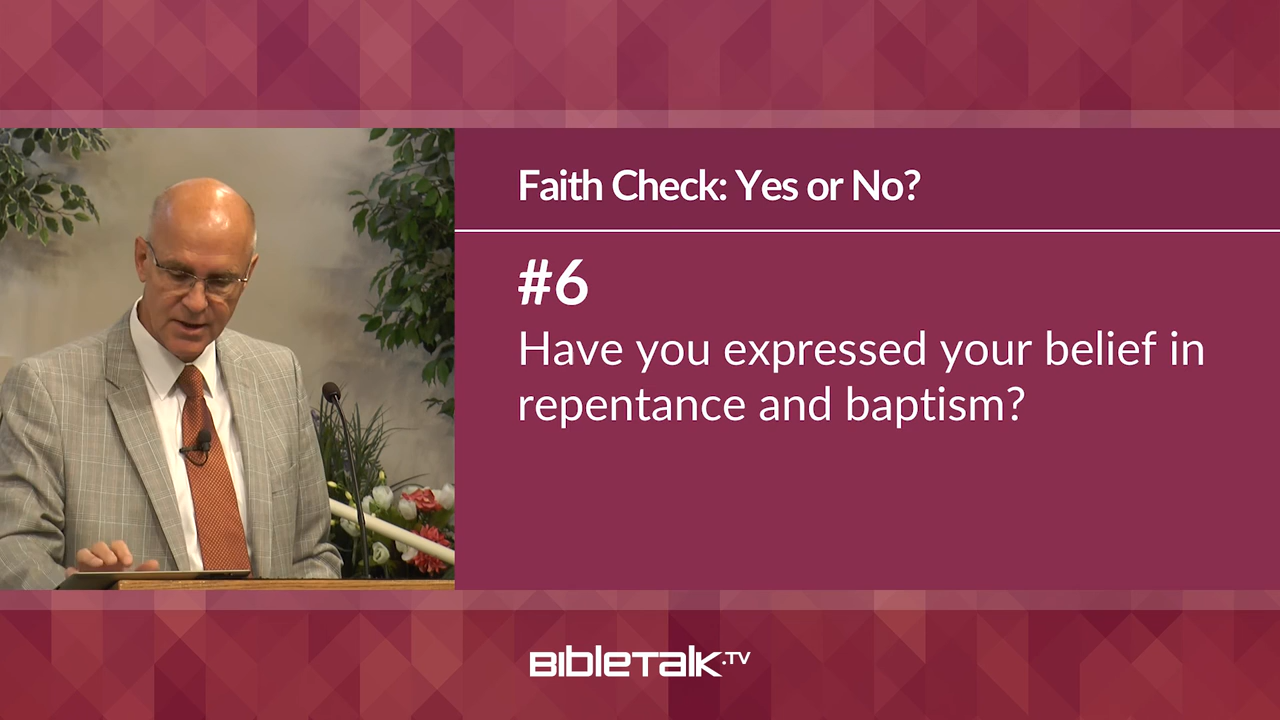 Faith Check: Yes or No?
#6
Have you expressed your belief in
repentance and baptism?
BIBLETALK.TV